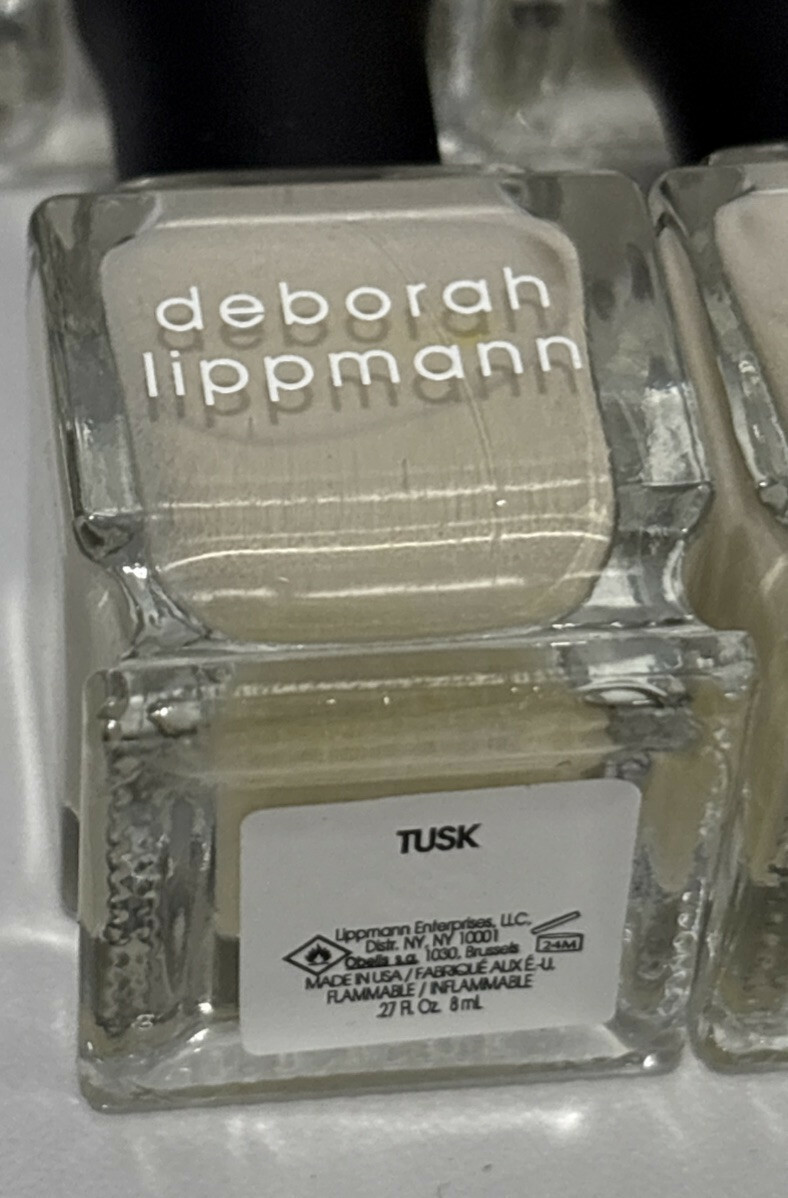 deborah
lippmann
TUSK
Lippmann Enterprises, LLC,
Distr. NY, NY 10001
Obelis s.a. 1030, Brussels
24M
MADE IN USA / FABRIQUÉ AUX É.-U.
FLAMMABLE / INFLAMMABLE
.27 Fl. Oz. 8 mL